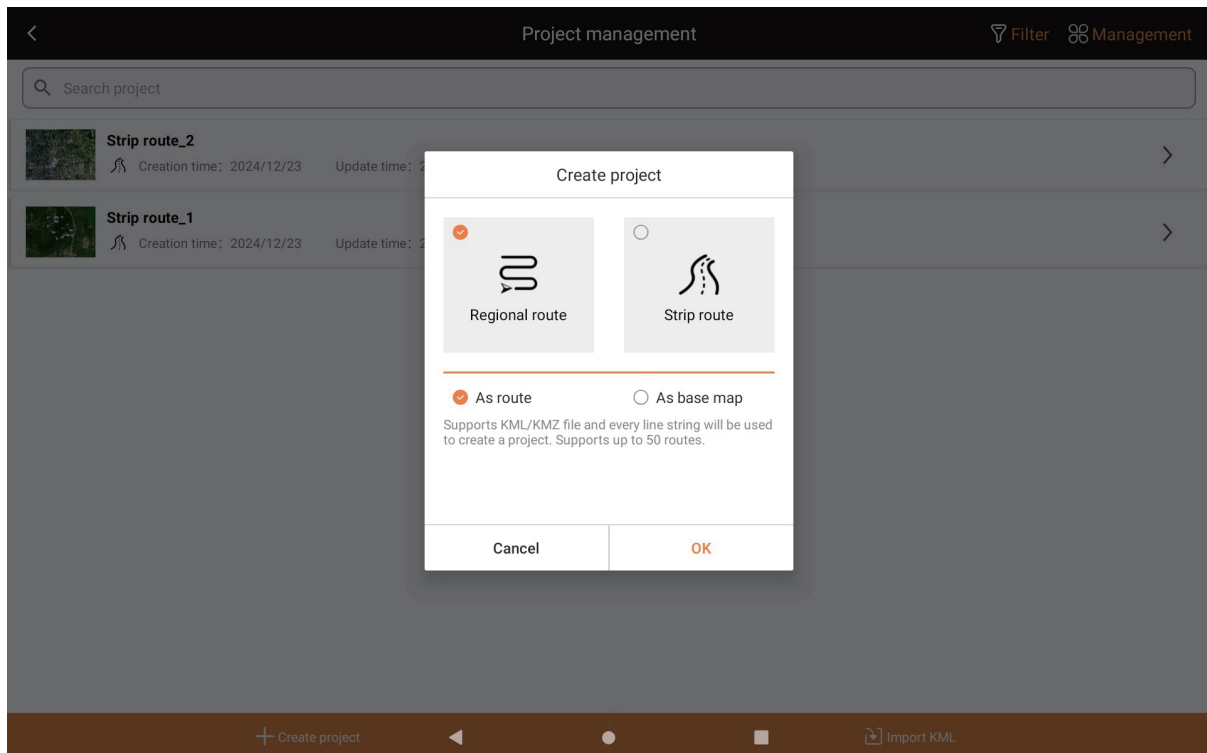 Project management
Filter
Management
Search project
Strip route_2
Creation time: 2024/12/23 Update time: 2
Strip route_1
Creation time: 2024/12/23 Update time: 2
Create project
Regional route
Strip route
As route
As base map
Supports KML/KMZ file and every line string will be used
to create a project. Supports up to 50 routes.
Cancel
OK
Create project
Import KML